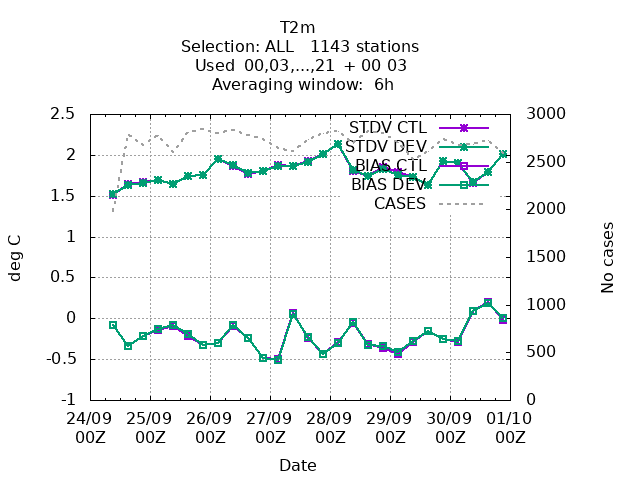 T2m
Selection: ALL   1143 stations
Used  00,03,...,21  + 00 03
Averaging window:  6h
STDV CTL
STDV DEV
BIAS CTL
BIAS DEV
CASES
2.5
2
1.5
1
0.5
0
-0.5
-1
deg C
3000
2500
2000
1500
1000
500
0
No cases
24/09 25/09 26/09 27/09 28/09 29/09 30/09 01/10
00Z 00Z 00Z 00Z 00Z 00Z 00Z 00Z
Date